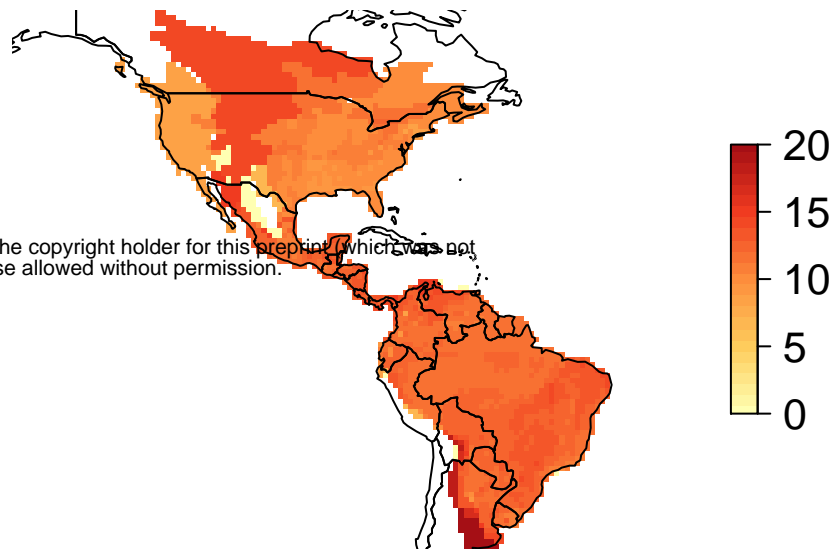 20
15
10
5
0
he copyright holder for this preprint (which was not
se allowed without permission.